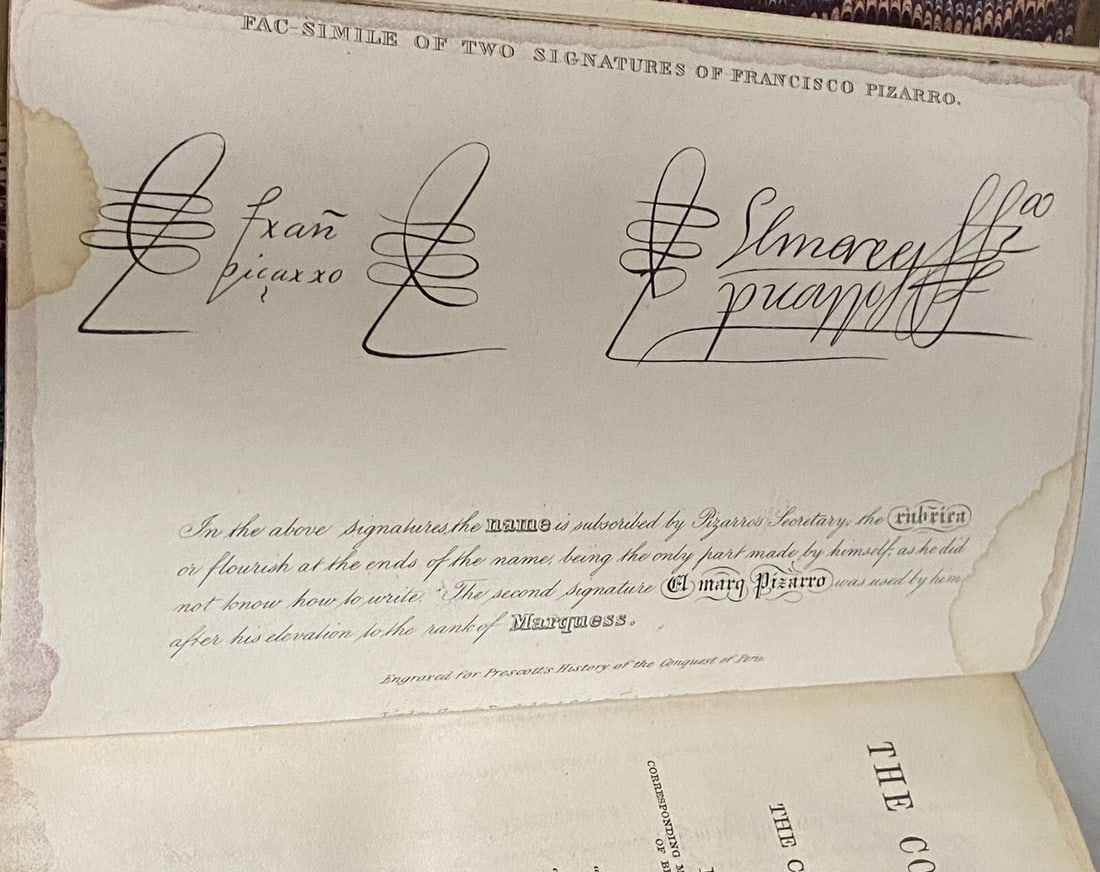 FAC-SIMILE OF TWO SIGNATURES OF FRANCISCO PIZARRO.
fxan̄
piçaxxo
Elmarq
piçarro
In the above signatures, the name is subscribed by Pizarro's Secretary, the rubrica
or flourish at the ends of the name, being the only part made by himself, as he did
not know how to write. The second signature El marq Pizarro was used by him
after his elevation to the rank of Marquess.
Engraved for Prescott's History of the Conquest of Peru.
THE CO
THE C
CORRESPONDING M
OF